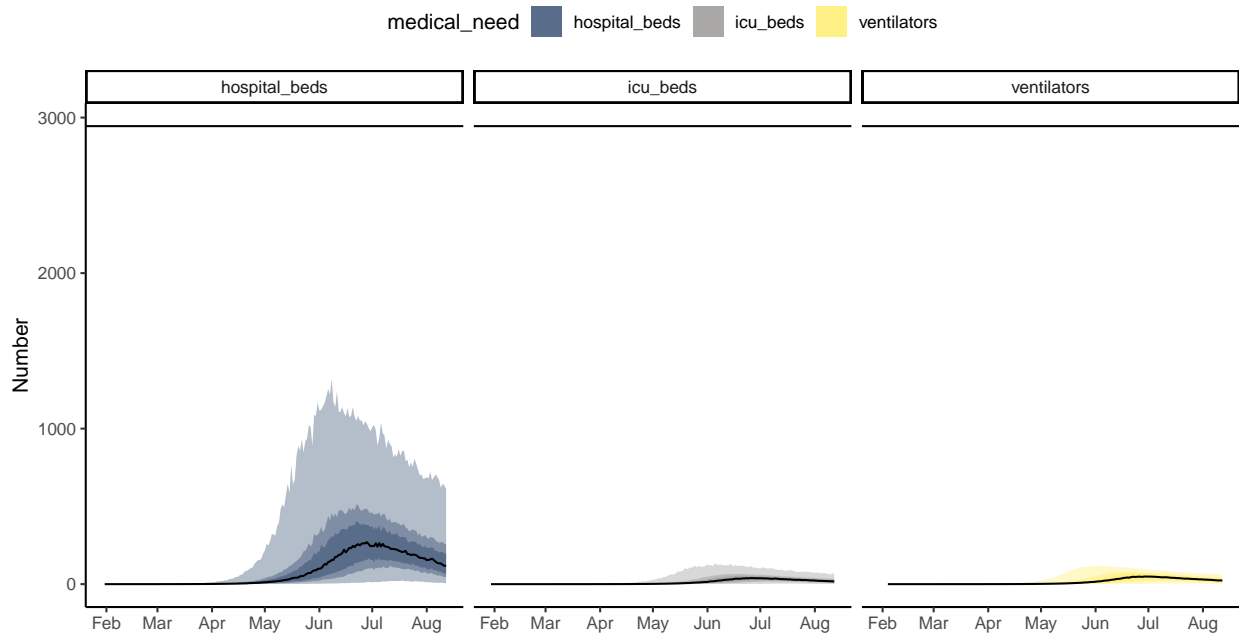 medical_need hospital_beds icu_beds ventilators
hospital_beds icu_beds ventilators
3000
2000
1000
0
Number
Feb Mar Apr May Jun Jul Aug Feb Mar Apr May Jun Jul Aug Feb Mar Apr May Jun Jul Aug